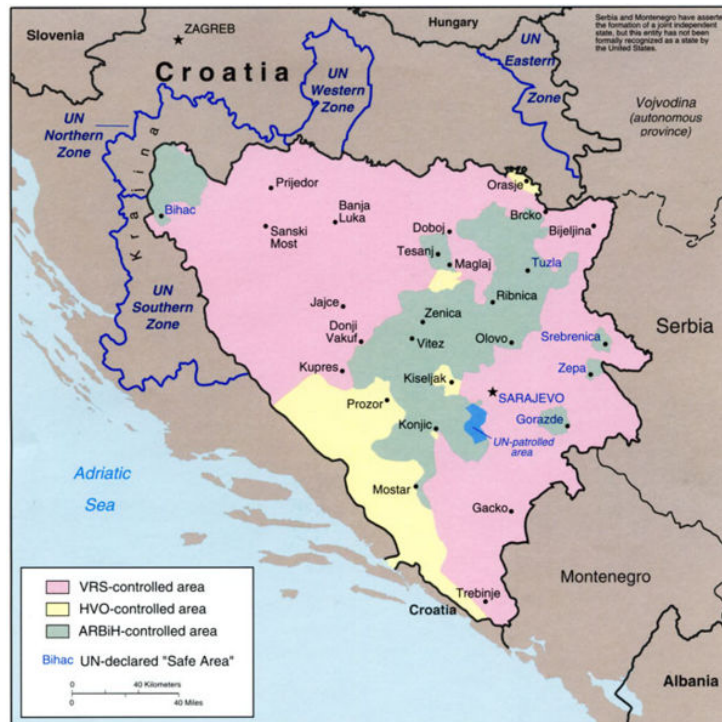 Serbia and Montenegro have asserted
the formation of a joint independent
state, but this entity has not been
formally recognized as a state by
the United States.
Slovenia
ZAGREB
Hungary
Croatia
UN
Western
Zone
UN
Eastern
Zone
UN
Northern
Zone
Vojvodina
(autonomous
province)
Krajina
Bihac
Prijedor
Orasje
Banja
Luka
Sanski
Most
Doboj
Brcko
Bijeljina
Tesanj
Maglaj
Tuzla
UN
Southern
Zone
Jajce
Ribnica
Zenica
Donji
Vakuf
Vitez
Olovo
Srebrenica
Serbia
Kupres
Kiseljak
Zepa
Prozor
SARAJEVO
Konjic
Gorazde
UN-patrolled
area
Adriatic
Sea
Mostar
Gacko
Montenegro
Trebinje
Croatia
Albania
VRS-controlled area
HVO-controlled area
ARBiH-controlled area
Bihac UN-declared "Safe Area"
0 40 Kilometers
0 40 Miles